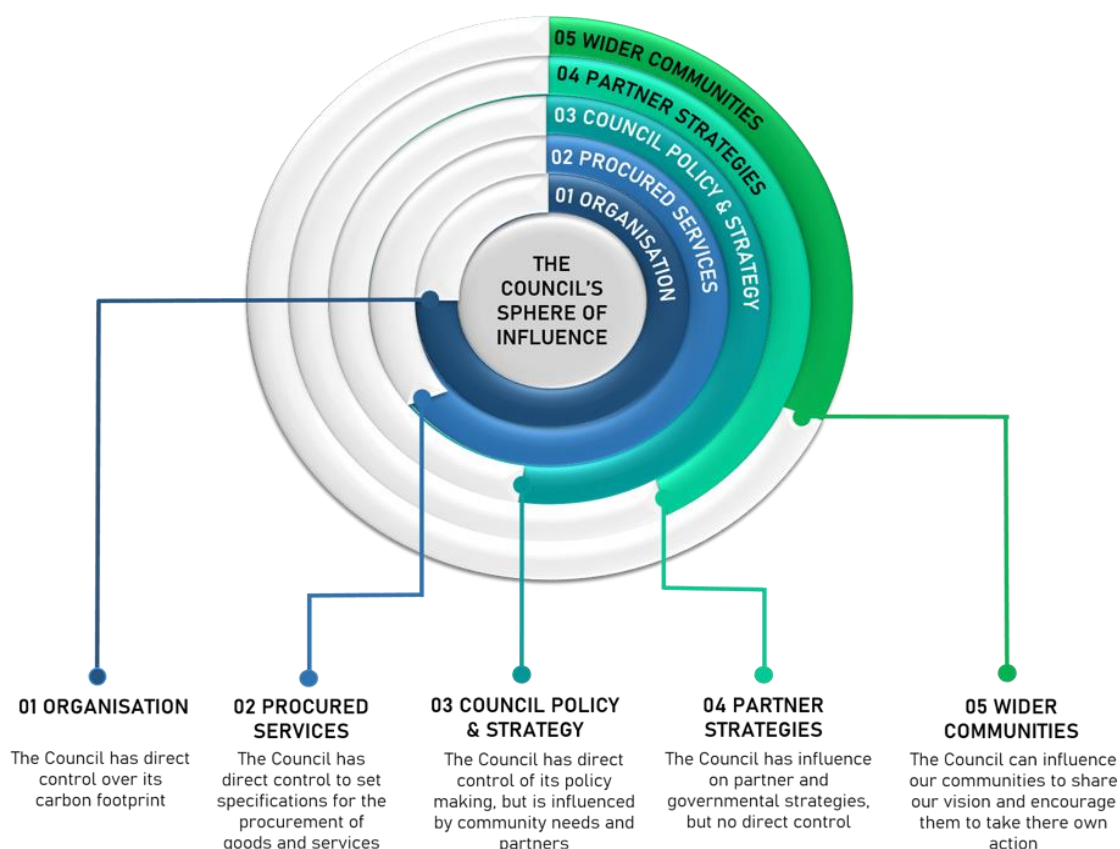 05 WIDER COMMUNITIES
04 PARTNER STRATEGIES
03 COUNCIL POLICY & STRATEGY
02 PROCURED SERVICES
01 ORGANISATION
THE
COUNCIL'S
SPHERE OF
INFLUENCE
01 ORGANISATION
The Council has direct
control over its
carbon footprint
02 PROCURED
SERVICES
The Council has
direct control to set
specifications for the
procurement of
goods and services
03 COUNCIL POLICY
& STRATEGY
The Council has direct
control of its policy
making, but is influenced
by community needs and
partners
04 PARTNER
STRATEGIES
The Council has influence
on partner and
governmental strategies,
but no direct control
05 WIDER
COMMUNITIES
The Council can influence
our communities to share
our vision and encourage
them to take there own
action